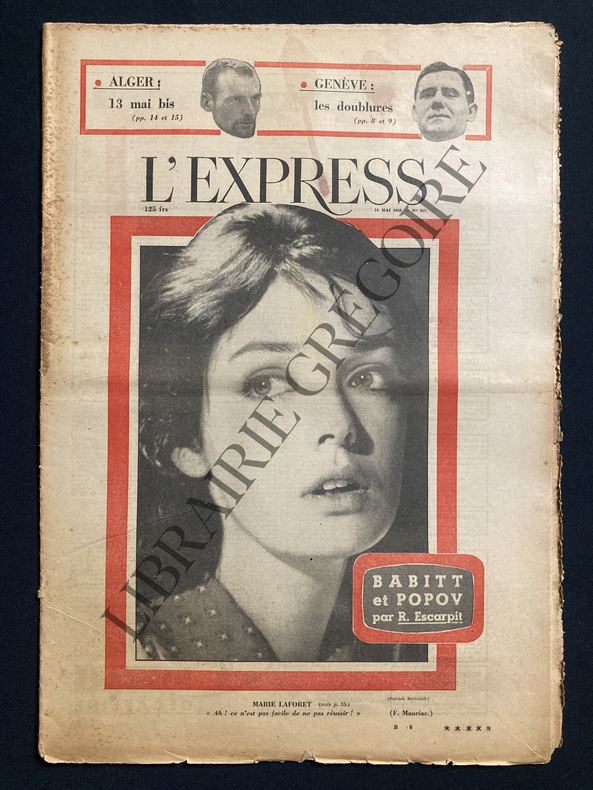 • ALGER :
13 mai bis
(pp. 14 et 15)
• GENÈVE :
les doublures
(pp. 8 et 9)
L'EXPRESS
125 frs
MAI
LIBRAIRIE GRÉGOIRE
BABITT
et POPOV
par R. Escarpit
MARIE LAFORET (voir p. 35.)
« Ah ! ce n'est pas facile de ne pas réussir ! »
(F. Mauriac.)
B
★★★★★